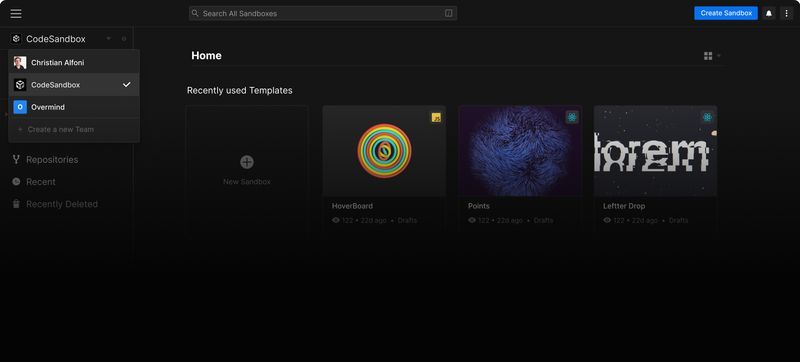 Search All Sandboxes
/
Create Sandbox
CodeSandbox
Christian Alfoni
CodeSandbox
O
Overmind
+ Create a new Team
Repositories
Recent
Recently Deleted
Home
Recently used Templates
New Sandbox
JS
HoverBoard
122 • 22d ago • Drafts
Points
122 • 22d ago • Drafts
lorem
Leftter Drop
122 • 22d ago • Drafts